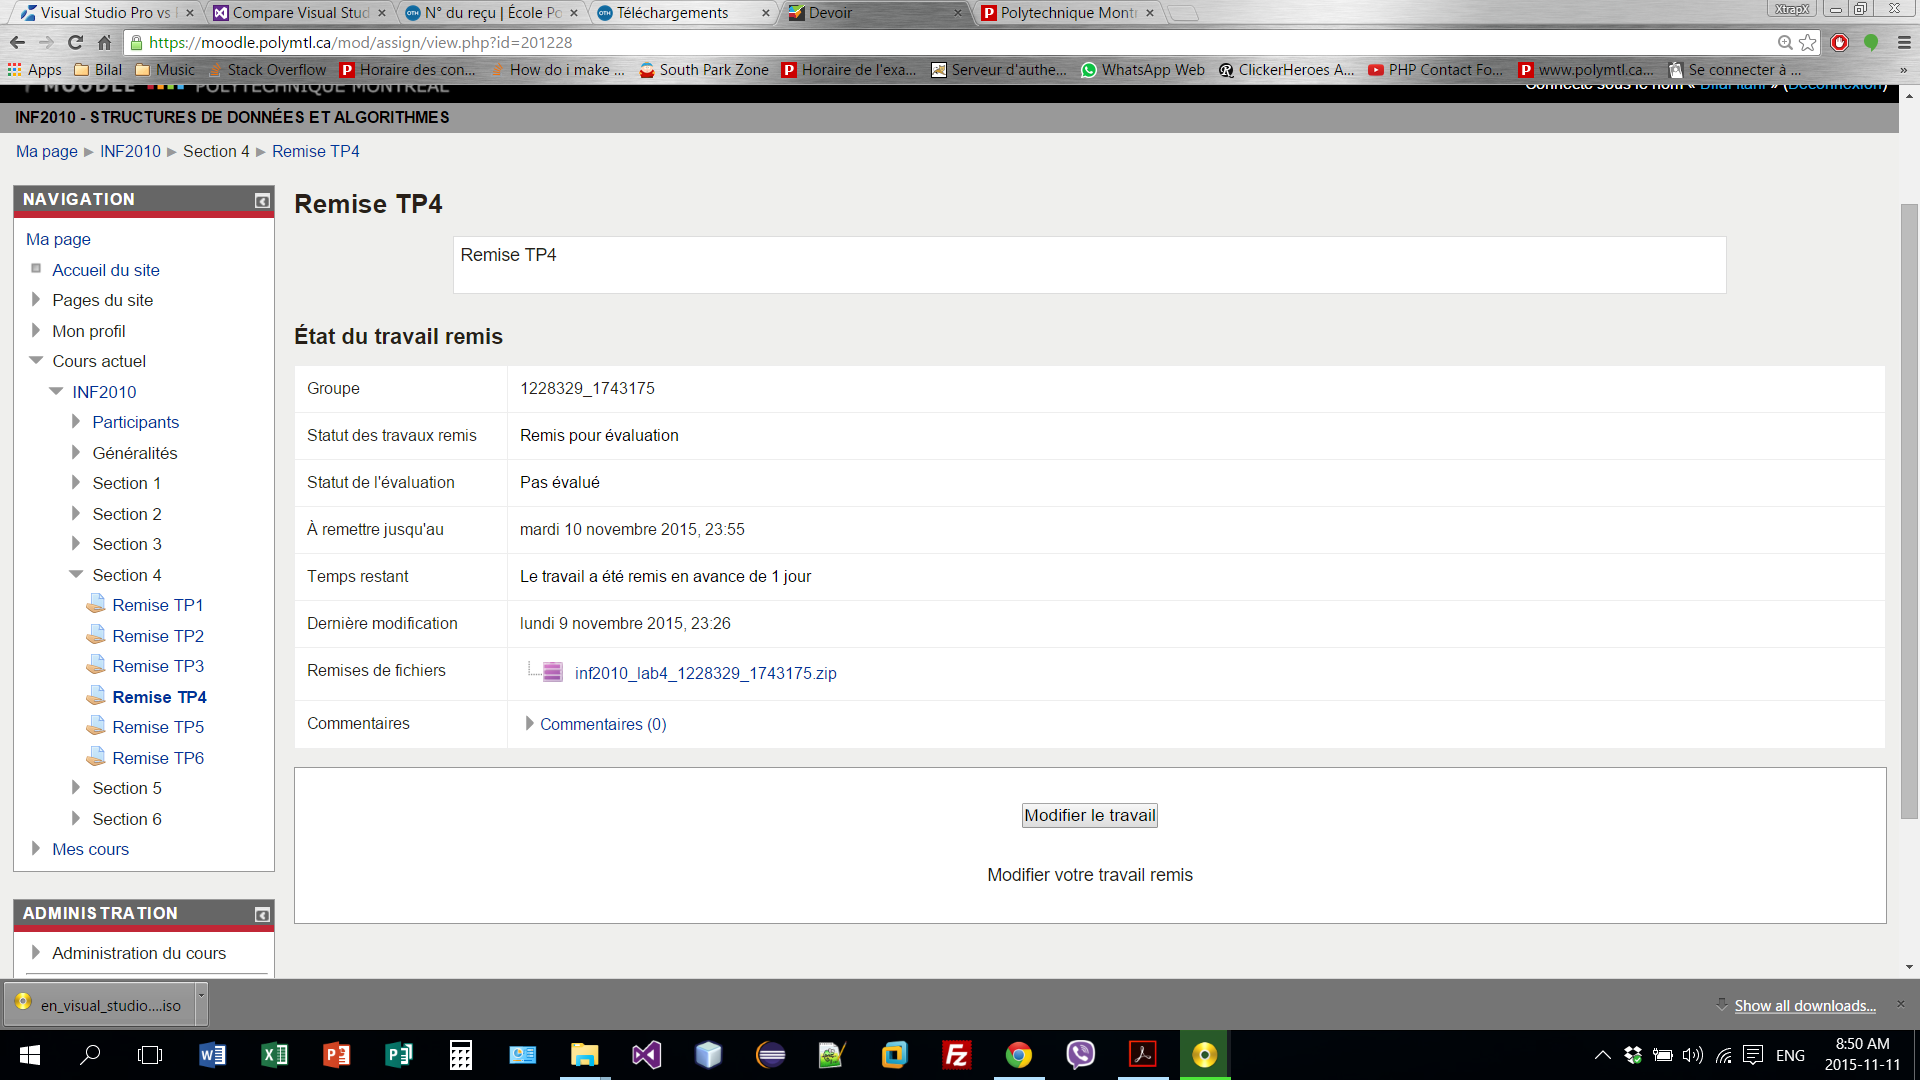 Visual Studio Pro vs
Compare Visual Stud
N° du reçu | École Po
Téléchargements
Devoir
Polytechnique Montr
XtrapX
https://moodle.polymtl.ca/mod/assign/view.php?id=201228
Apps
Bilal
Music
Stack Overflow
Horaire des con...
How do i make ...
South Park Zone
Horaire de l'exa...
Serveur d'authe...
WhatsApp Web
ClickerHeroes A...
PHP Contact Fo...
www.polymtl.ca...
Se connecter à ...
»
MOODLE POLYTECHNIQUE MONTRÉAL
Connecté sous le nom « Bilal Itani » (Déconnexion)
INF2010 - STRUCTURES DE DONNÉES ET ALGORITHMES
Ma page ► INF2010 ► Section 4 ► Remise TP4
NAVIGATION
Ma page
Accueil du site
Pages du site
Mon profil
Cours actuel
INF2010
Participants
Généralités
Section 1
Section 2
Section 3
Section 4
Remise TP1
Remise TP2
Remise TP3
Remise TP4
Remise TP5
Remise TP6
Section 5
Section 6
Mes cours
ADMINISTRATION
Administration du cours
Remise TP4
Remise TP4
État du travail remis
Groupe 1228329_1743175
Statut des travaux remis Remis pour évaluation
Statut de l'évaluation Pas évalué
À remettre jusqu'au mardi 10 novembre 2015, 23:55
Temps restant Le travail a été remis en avance de 1 jour
Dernière modification lundi 9 novembre 2015, 23:26
Remises de fichiers inf2010_lab4_1228329_1743175.zip
Commentaires Commentaires (0)
Modifier le travail
Modifier votre travail remis
en_visual_studio....iso
Show all downloads...
ENG
8:50 AM
2015-11-11